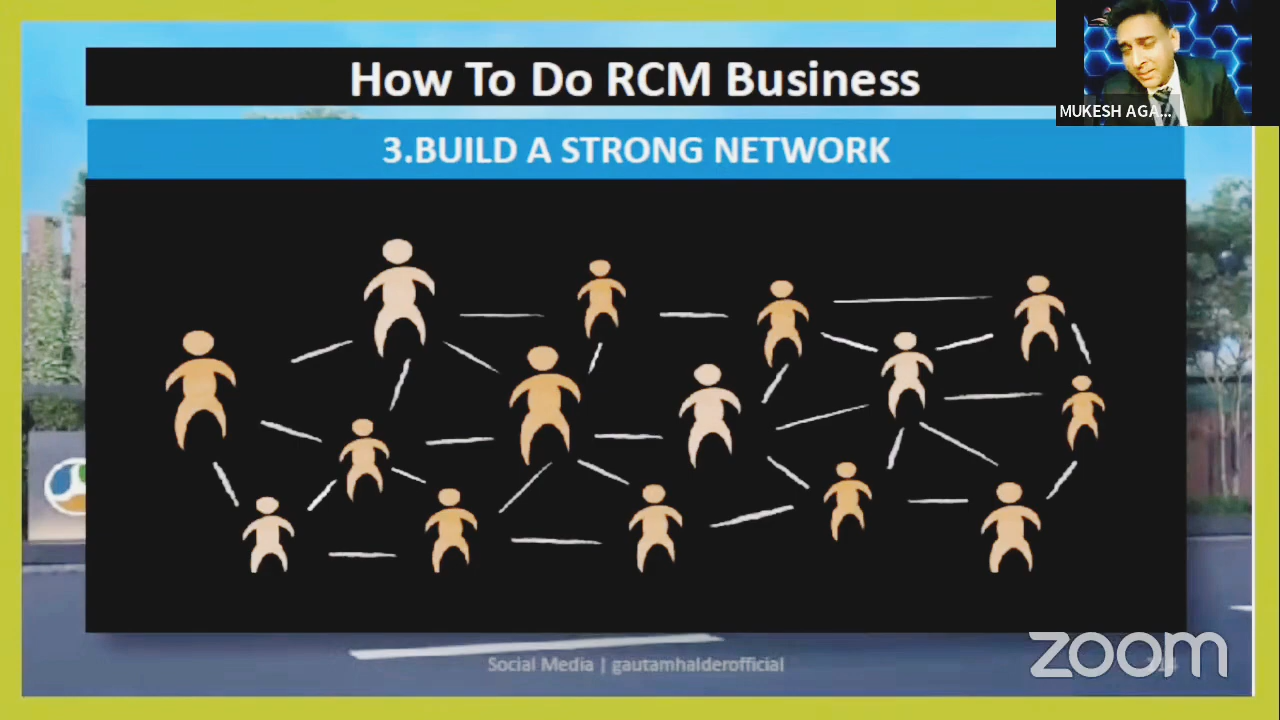 How To Do RCM Business
MUKESH AGA...
3.BUILD A STRONG NETWORK
Social Media | gautamhalderofficial
zoom